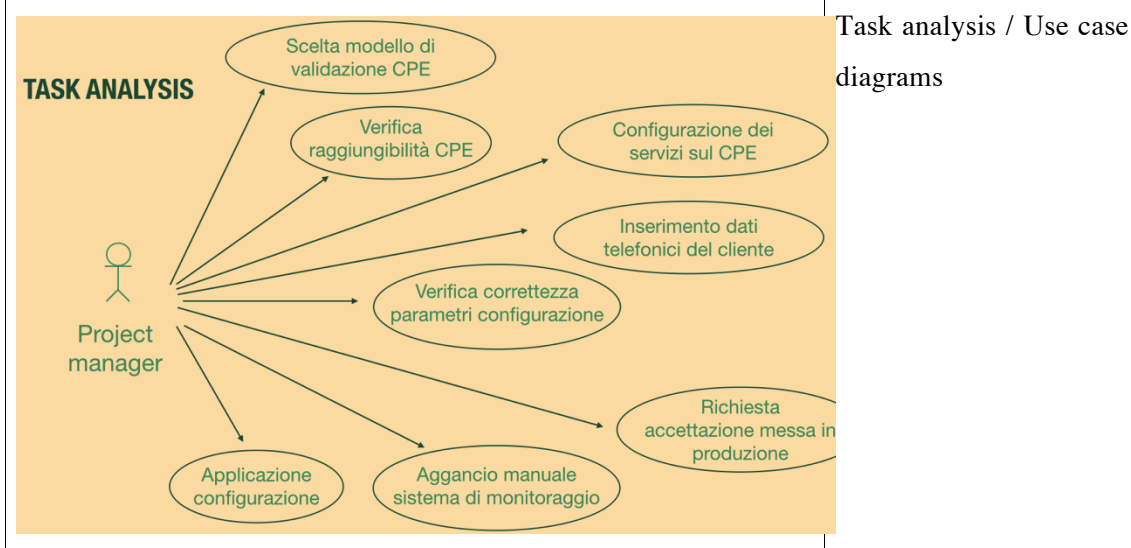 TASK ANALYSIS
Scelta modello di
validazione CPE
Verifica
raggiungibilità CPE
Configurazione dei
servizi sul CPE
Inserimento dati
telefonici del cliente
Verifica correttezza
parametri configurazione
Project
manager
Richiesta
accettazione messa in
produzione
Applicazione
configurazione
Aggancio manuale
sistema di monitoraggio
Task analysis / Use case
diagrams